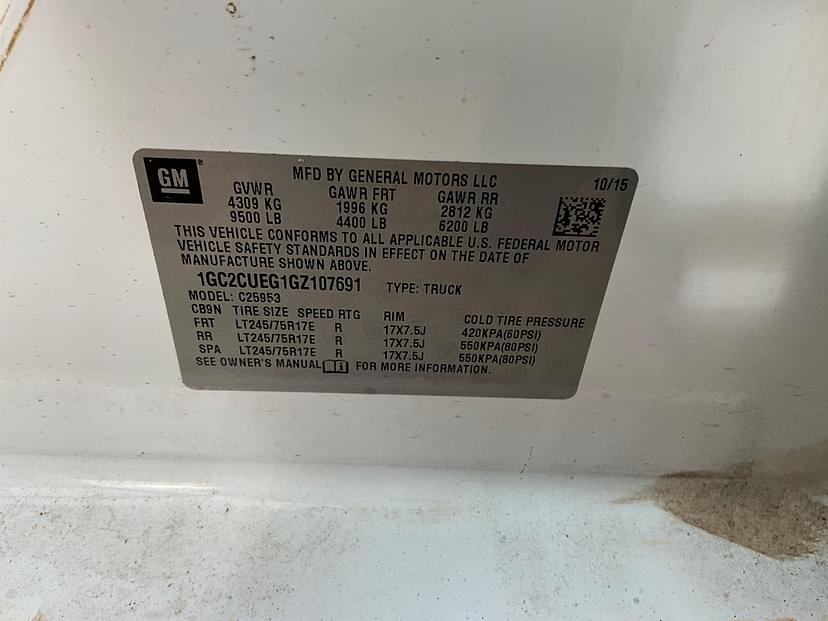 GM®
MFD BY GENERAL MOTORS LLC
10/15
GVWR GAWR FRT GAWR RR
4309 KG 1996 KG 2812 KG
9500 LB 4400 LB 6200 LB
THIS VEHICLE CONFORMS TO ALL APPLICABLE U.S. FEDERAL MOTOR
VEHICLE SAFETY STANDARDS IN EFFECT ON THE DATE OF
MANUFACTURE SHOWN ABOVE.
1GC2CUEG1GZ107691 TYPE: TRUCK
MODEL: C25953
CB9N TIRE SIZE SPEED RTG RIM COLD TIRE PRESSURE
FRT LT245/75R17E R 17X7.5J 420KPA(60PSI)
RR LT245/75R17E R 17X7.5J 550KPA(80PSI)
SPA LT245/75R17E R 17X7.5J 550KPA(80PSI)
SEE OWNER'S MANUAL FOR MORE INFORMATION.